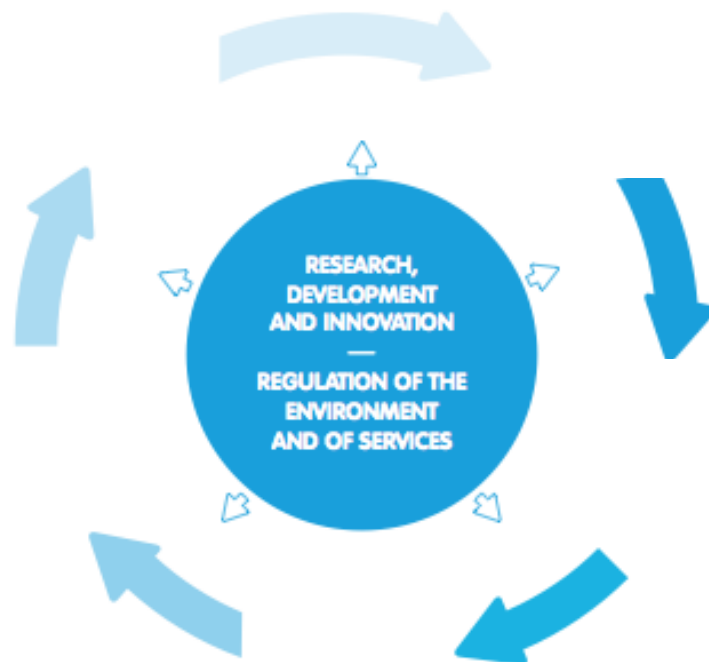 RESEARCH,
DEVELOPMENT
AND INNOVATION
—
REGULATION OF THE
ENVIRONMENT
AND OF SERVICES